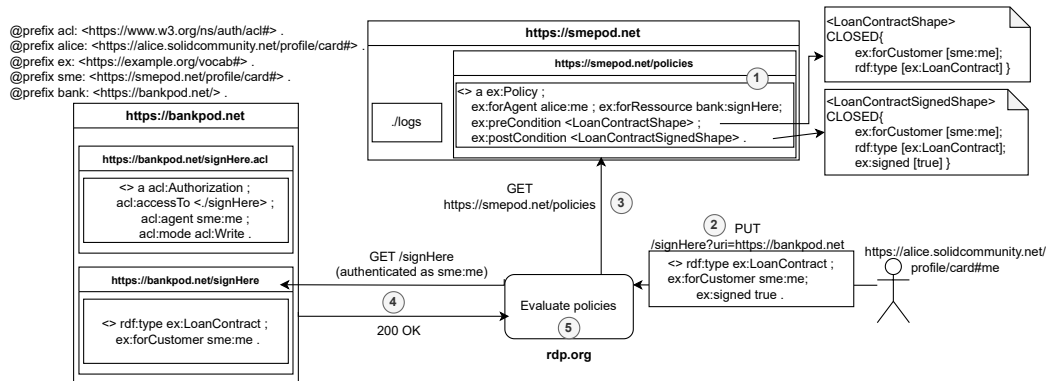 @prefix acl: <https://www.w3.org/ns/auth/acl#> .
@prefix alice: <https://alice.solidcommunity.net/profile/card#> .
@prefix ex: <https://example.org/vocab#> .
@prefix sme: <https://smepod.net/profile/card#> .
@prefix bank: <https://bankpod.net/> .
https://smepod.net
./logs
https://smepod.net/policies
1
<> a ex:Policy ;
ex:forAgent alice:me ; ex:forRessource bank:signHere;
ex:preCondition <LoanContractShape> ;
ex:postCondition <LoanContractSignedShape> .
<LoanContractShape>
CLOSED{
ex:forCustomer [sme:me];
rdf:type [ex:LoanContract] }
<LoanContractSignedShape>
CLOSED{
ex:forCustomer [sme:me];
rdf:type [ex:LoanContract];
ex:signed [true] }
https://bankpod.net
https://bankpod.net/signHere.acl
<> a acl:Authorization ;
acl:accessTo <./signHere> ;
acl:agent sme:me ;
acl:mode acl:Write .
https://bankpod.net/signHere
<> rdf:type ex:LoanContract ;
ex:forCustomer sme:me .
GET
https://smepod.net/policies
3
2
PUT
/signHere?uri=https://bankpod.net
<> rdf:type ex:LoanContract ;
ex:forCustomer sme:me;
ex:signed true .
https://alice.solidcommunity.net/
profile/card#me
GET /signHere
(authenticated as sme:me)
4
200 OK
Evaluate policies
5
rdp.org